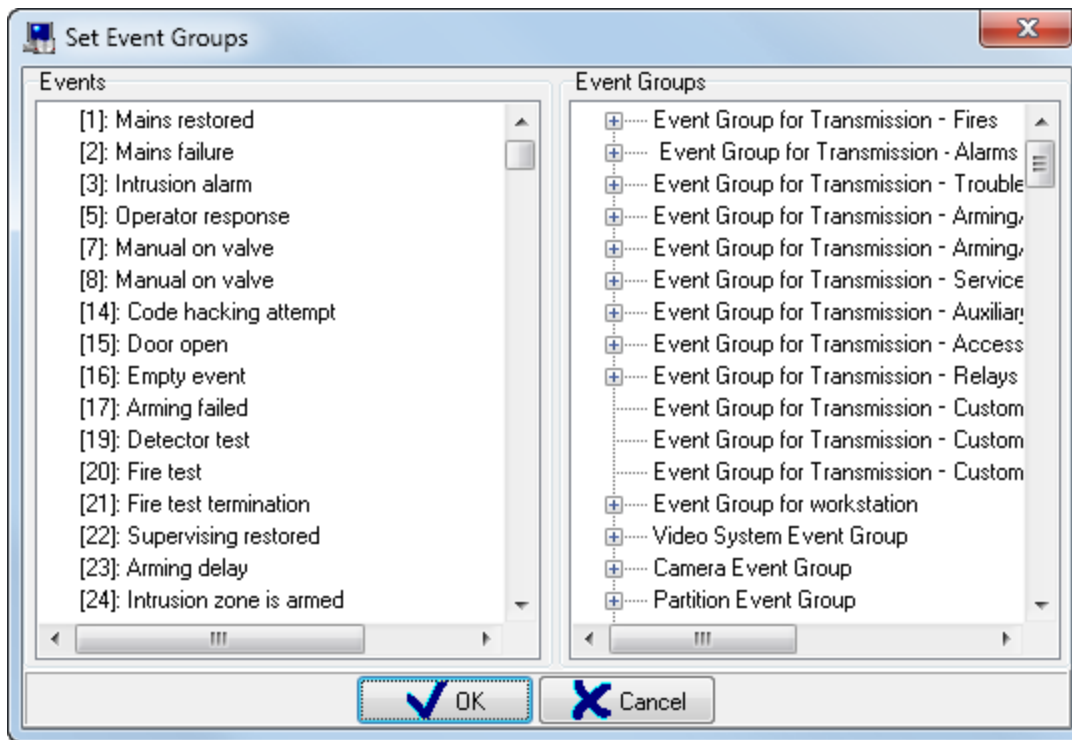 Set Event Groups
Events
[1]: Mains restored
[2]: Mains failure
[3]: Intrusion alarm
[5]: Operator response
[7]: Manual on valve
[8]: Manual on valve
[14]: Code hacking attempt
[15]: Door open
[16]: Empty event
[17]: Arming failed
[19]: Detector test
[20]: Fire test
[21]: Fire test termination
[22]: Supervising restored
[23]: Arming delay
[24]: Intrusion zone is armed
Event Groups
Event Group for Transmission - Fires
Event Group for Transmission - Alarms
Event Group for Transmission - Trouble
Event Group for Transmission - Arming/
Event Group for Transmission - Arming/
Event Group for Transmission - Service
Event Group for Transmission - Auxiliary
Event Group for Transmission - Access
Event Group for Transmission - Relays
Event Group for Transmission - Custom
Event Group for Transmission - Custom
Event Group for Transmission - Custom
Event Group for workstation
Video System Event Group
Camera Event Group
Partition Event Group
OK
Cancel